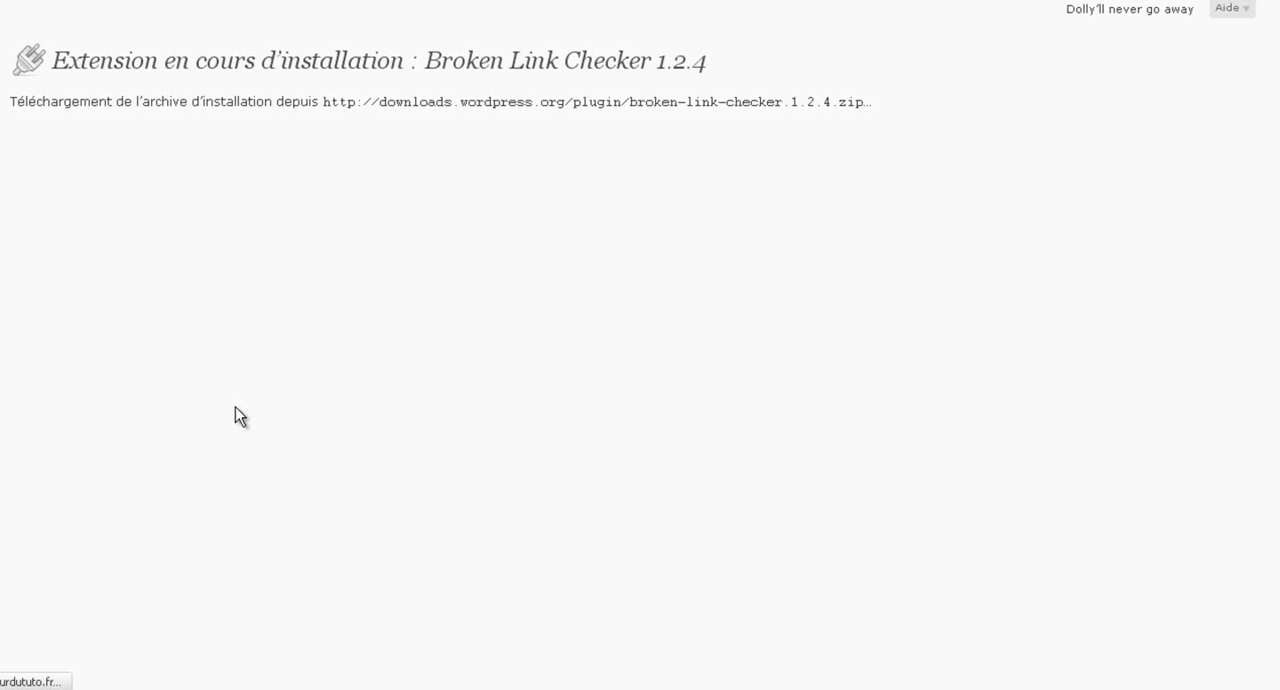 Dolly'll never go away
Aide
Extension en cours d'installation : Broken Link Checker 1.2.4
Téléchargement de l'archive d'installation depuis http://downloads.wordpress.org/plugin/broken-link-checker.1.2.4.zip…
urdututo.fr...